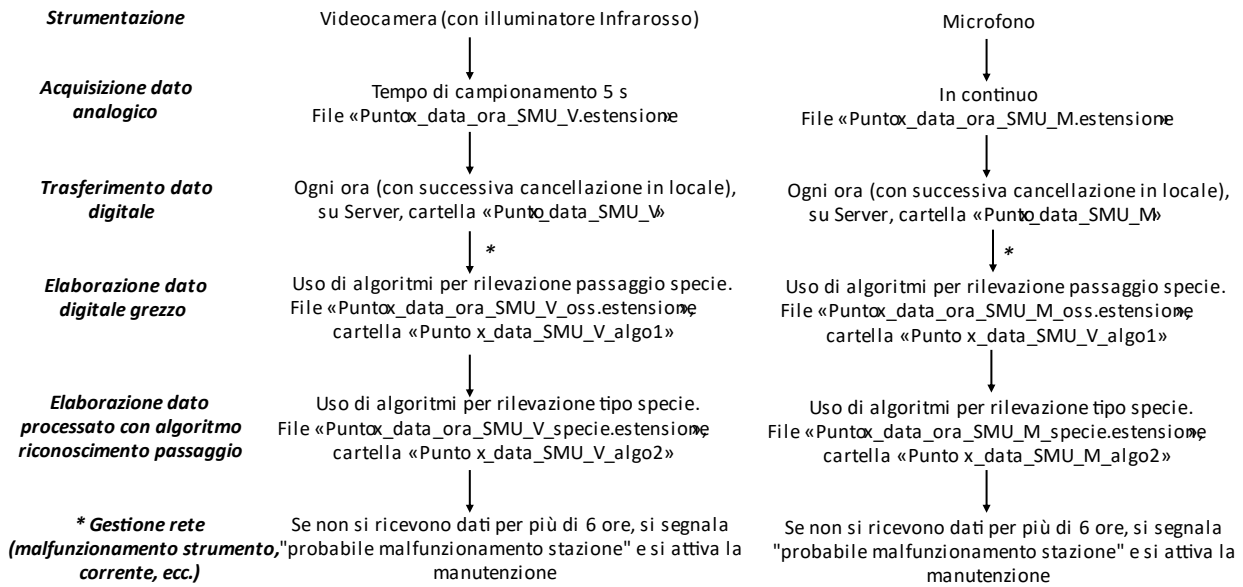 Strumentazione
Videocamera (con illuminatore Infrarosso)
Microfono
Acquisizione dato
analogico
Tempo di campionamento 5 s
File «Puntox_data_ora_SMU_V.estensione»
In continuo
File «Puntox_data_ora_SMU_M.estensione»
Trasferimento dato
digitale
Ogni ora (con successiva cancellazione in locale),
su Server, cartella «Puntox_data_SMU_V»
Ogni ora (con successiva cancellazione in locale),
su Server, cartella «Puntox_data_SMU_M»
*
*
Elaborazione dato
digitale grezzo
Uso di algoritmi per rilevazione passaggio specie.
File «Puntox_data_ora_SMU_V_oss.estensione»,
cartella «Punto x_data_SMU_V_algo1»
Uso di algoritmi per rilevazione passaggio specie.
File «Puntox_data_ora_SMU_M_oss.estensione»,
cartella «Punto x_data_SMU_V_algo1»
Elaborazione dato
processato con algoritmo
riconoscimento passaggio
Uso di algoritmi per rilevazione tipo specie.
File «Puntox_data_ora_SMU_V_specie.estensione»,
cartella «Punto x_data_SMU_V_algo2»
Uso di algoritmi per rilevazione tipo specie.
File «Puntox_data_ora_SMU_M_specie.estensione»,
cartella «Punto x_data_SMU_M_algo2»
* Gestione rete
(malfunzionamento strumento,
corrente, ecc.)
Se non si ricevono dati per più di 6 ore, si segnala
"probabile malfunzionamento stazione" e si attiva la
manutenzione
Se non si ricevono dati per più di 6 ore, si segnala
"probabile malfunzionamento stazione" e si attiva la
manutenzione